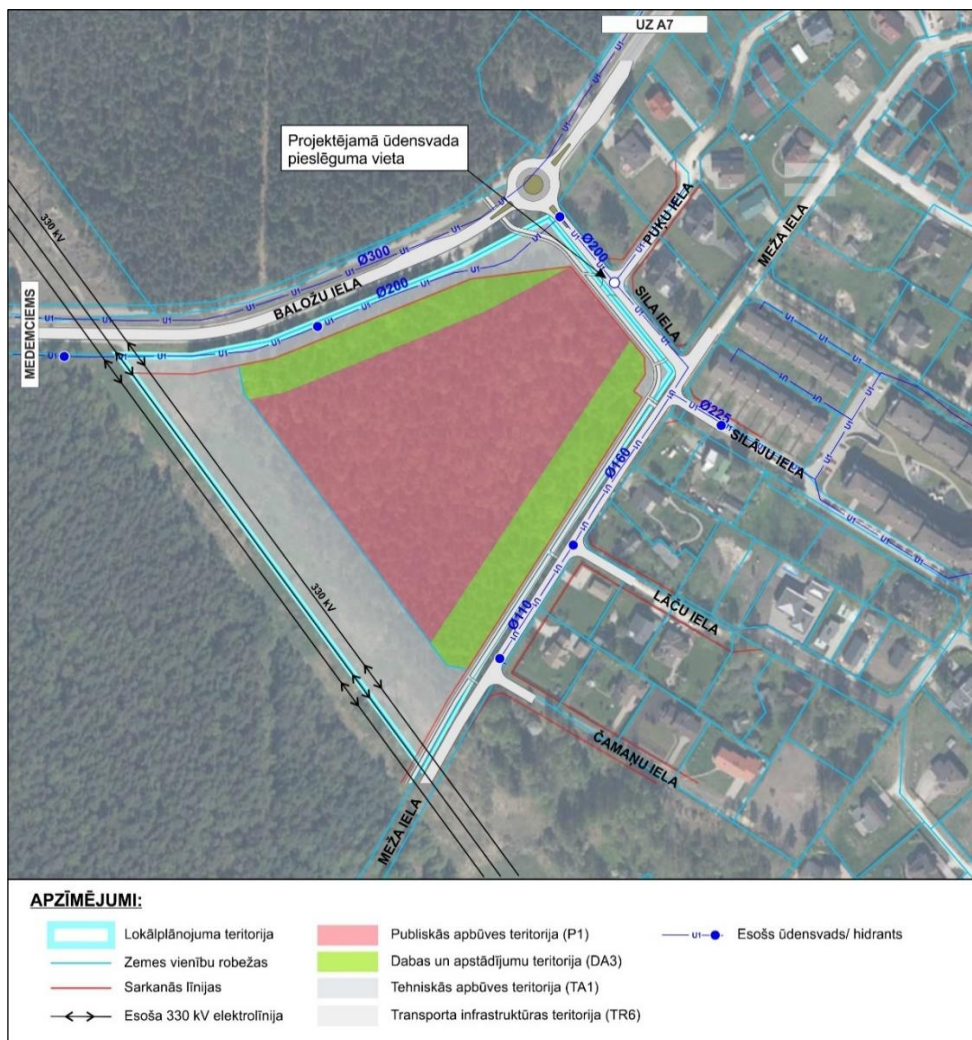 UZ A7
Projektējamā ūdensvada
pieslēguma vieta
330 kV
U1
Ø300
BALOŽU IELA
Ø200
MEDEMCIEMS
Ø200
SILA IELA
PUĶU IELA
MEŽA IELA
Ø225
SILĀJU IELA
Ø160
LĀČU IELA
Ø110
330 kV
ČAMAŅU IELA
MEŽA IELA
APZĪMĒJUMI:
Lokālplānojuma teritorija
Zemes vienību robežas
Sarkanās līnijas
Esoša 330 kV elektrolīnija
Publiskās apbūves teritorija (P1)
Dabas un apstādījumu teritorija (DA3)
Tehniskās apbūves teritorija (TA1)
Transporta infrastruktūras teritorija (TR6)
U1
Esošs ūdensvads/ hidrants